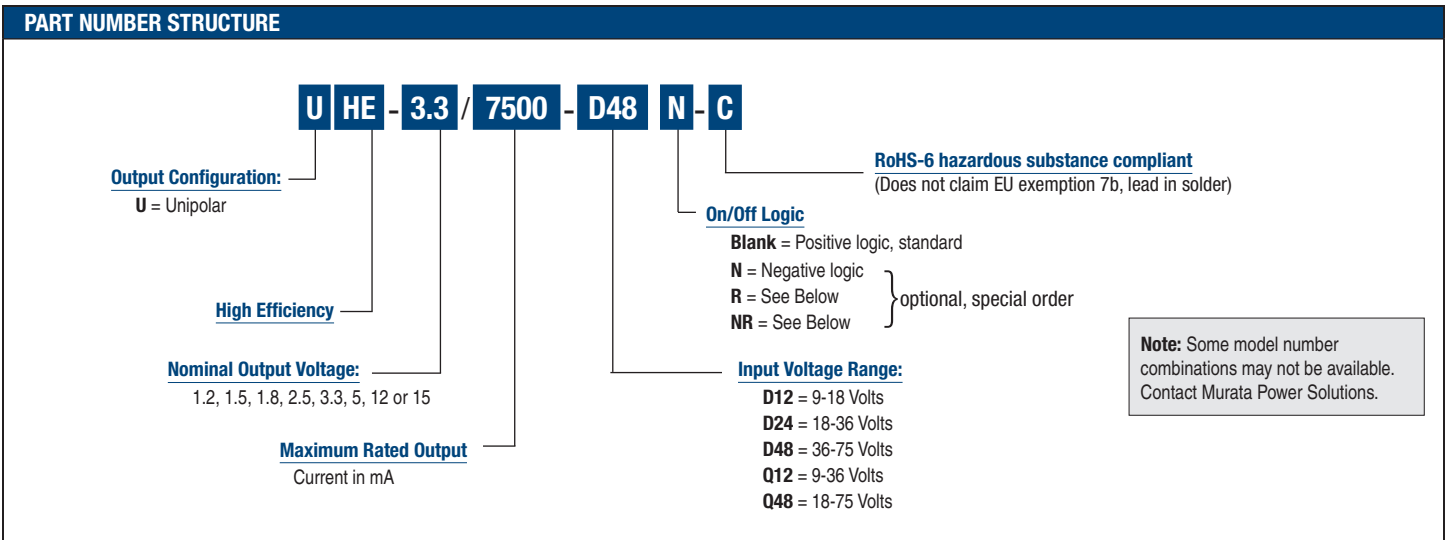 PART NUMBER STRUCTURE
U HE - 3.3 / 7500 - D48 N - C
RoHS-6 hazardous substance compliant
(Does not claim EU exemption 7b, lead in solder)
Output Configuration:
U = Unipolar
On/Off Logic
Blank = Positive logic, standard
N = Negative logic
R = See Below
NR = See Below
optional, special order
High Efficiency
Note: Some model number
combinations may not be available.
Contact Murata Power Solutions.
Nominal Output Voltage:
1.2, 1.5, 1.8, 2.5, 3.3, 5, 12 or 15
Input Voltage Range:
D12 = 9-18 Volts
D24 = 18-36 Volts
D48 = 36-75 Volts
Q12 = 9-36 Volts
Q48 = 18-75 Volts
Maximum Rated Output
Current in mA